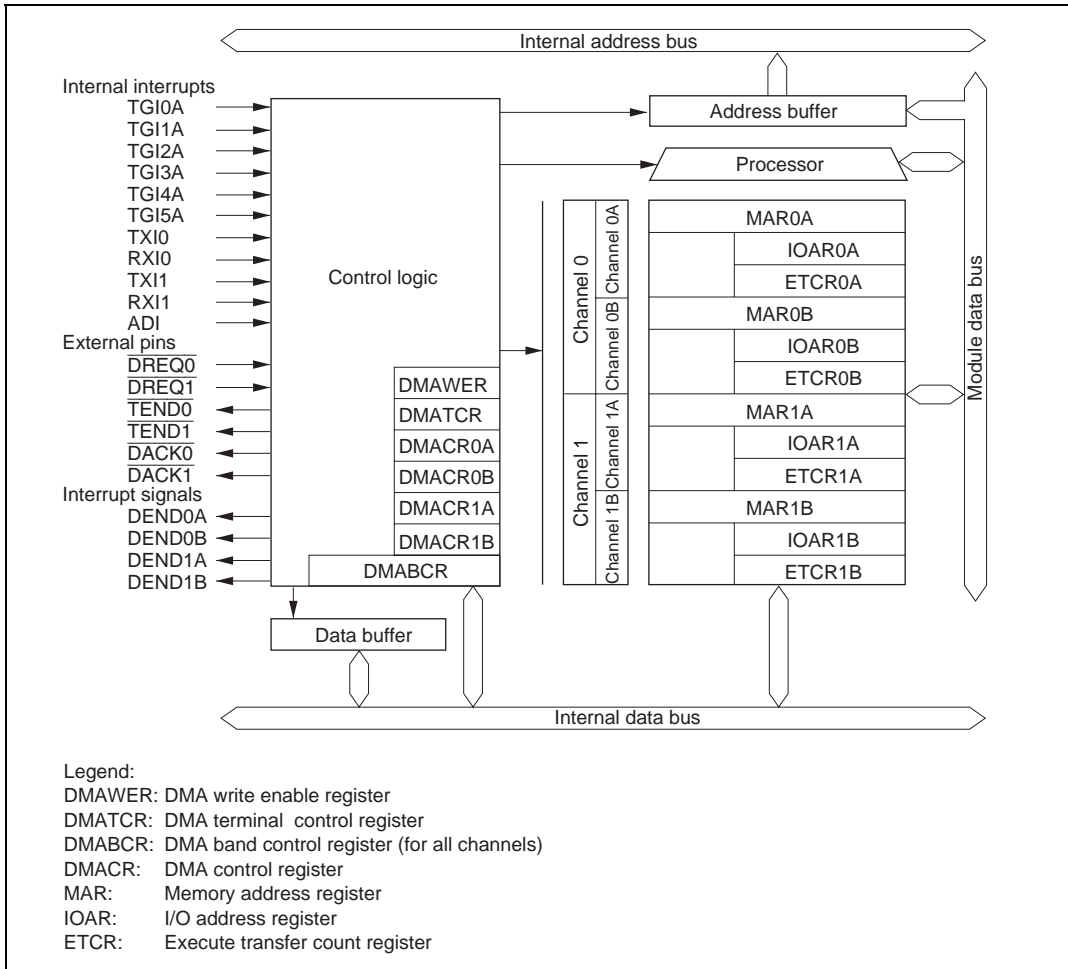 Internal address bus
Internal interrupts
TGI0A
TGI1A
TGI2A
TGI3A
TGI4A
TGI5A
TXI0
RXI0
TXI1
RXI1
ADI
External pins
DREQ0
DREQ1
TEND0
TEND1
DACK0
DACK1
Interrupt signals
DEND0A
DEND0B
DEND1A
DEND1B
Control logic
DMAWER
DMATCR
DMACR0A
DMACR0B
DMACR1A
DMACR1B
DMABCR
Data buffer
Address buffer
Processor
Channel 0
Channel 0A
Channel 0B
Channel 1
Channel 1A
Channel 1B
MAR0A
IOAR0A
ETCR0A
MAR0B
IOAR0B
ETCR0B
MAR1A
IOAR1A
ETCR1A
MAR1B
IOAR1B
ETCR1B
Module data bus
Internal data bus
Legend:
DMAWER: DMA write enable register
DMATCR: DMA terminal control register
DMABCR: DMA band control register (for all channels)
DMACR: DMA control register
MAR: Memory address register
IOAR: I/O address register
ETCR: Execute transfer count register